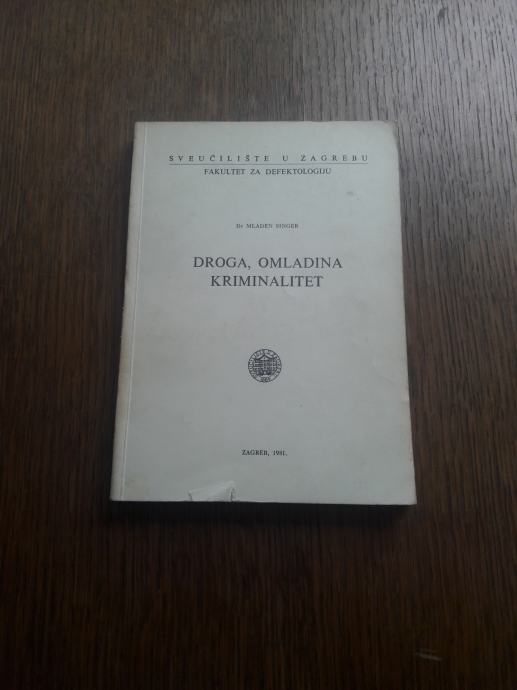 SVEUČILIŠTE U ZAGREBU
FAKULTET ZA DEFEKTOLOGIJU
Dr MLADEN SINGER
DROGA, OMLADINA
KRIMINALITET
ZAGREB, 1981.